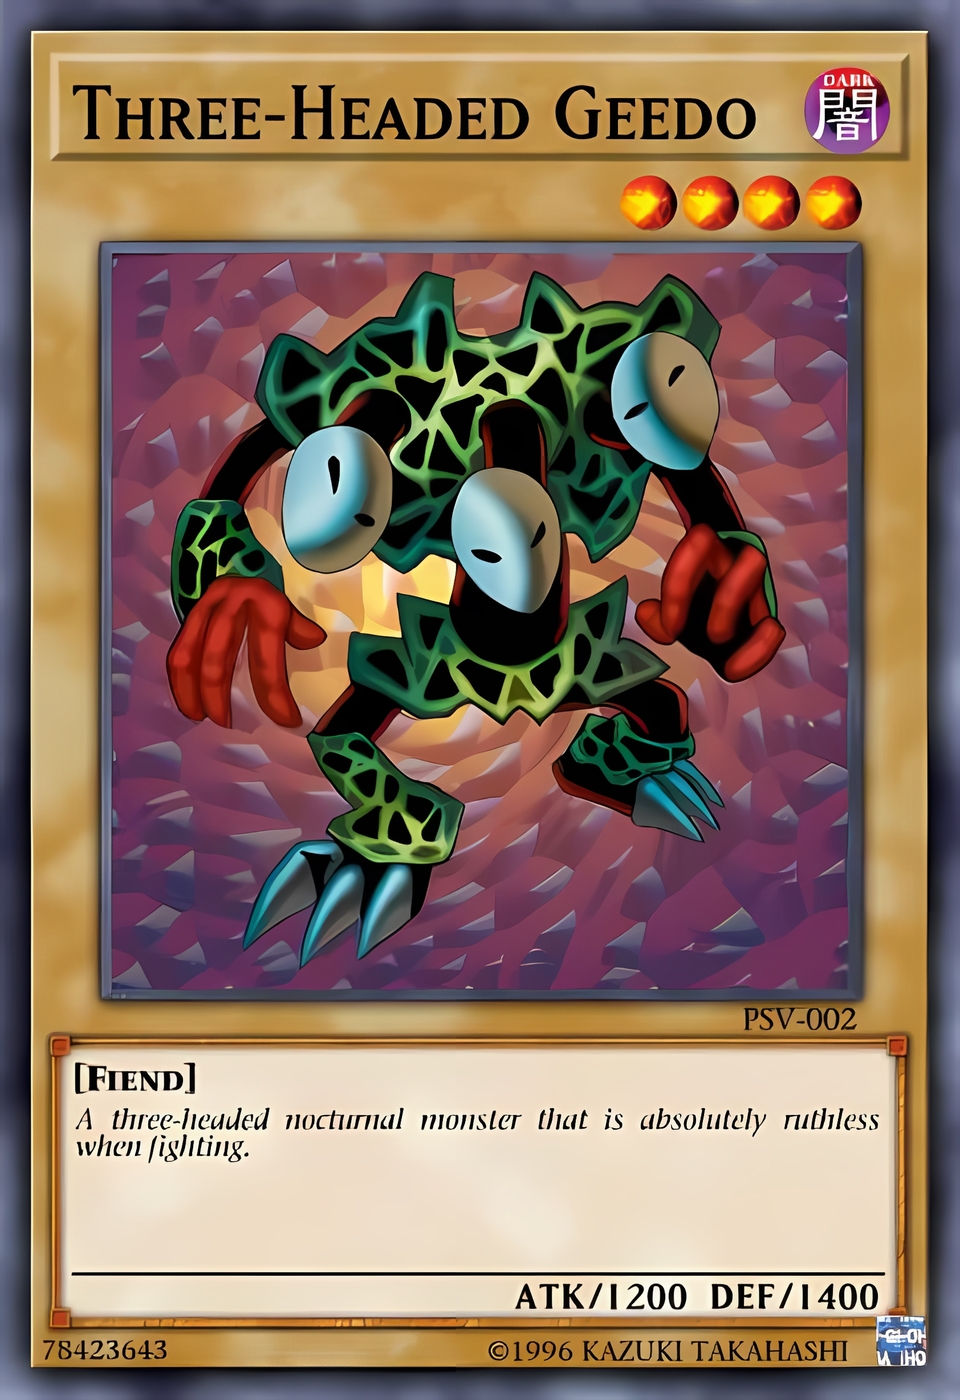 THREE-HEADED GEEDO
DARK
闇
PSV-002
[FIEND]
A three-headed nocturnal monster that is absolutely ruthless
when fighting.
ATK/1200 DEF/1400
78423643
©1996 KAZUKI TAKAHASHI